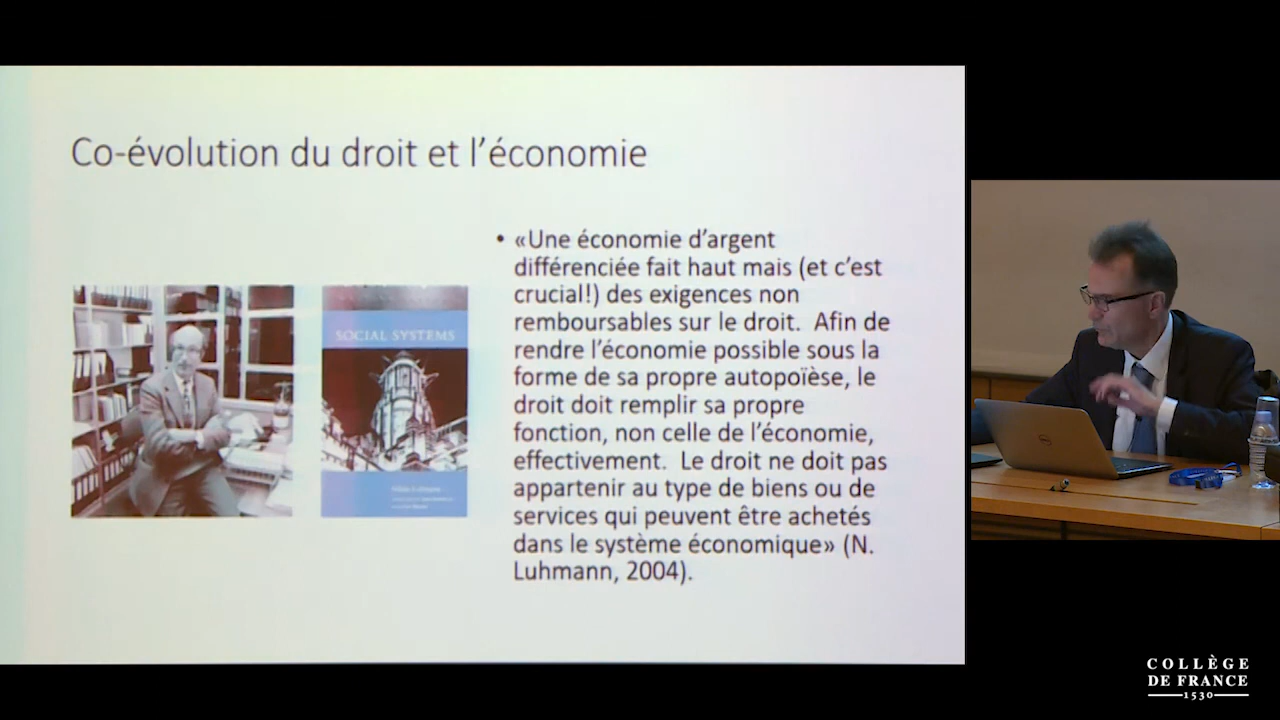 Co-évolution du droit et l'économie
• «Une économie d'argent
différenciée fait haut mais (et c'est
crucial!) des exigences non
remboursables sur le droit. Afin de
rendre l'économie possible sous la
forme de sa propre autopoïèse, le
droit doit remplir sa propre
fonction, non celle de l'économie,
effectivement. Le droit ne doit pas
appartenir au type de biens ou de
services qui peuvent être achetés
dans le système économique» (N.
Luhmann, 2004).
SOCIAL SYSTEMS
DELL
COLLÈGE
DE FRANCE
1530